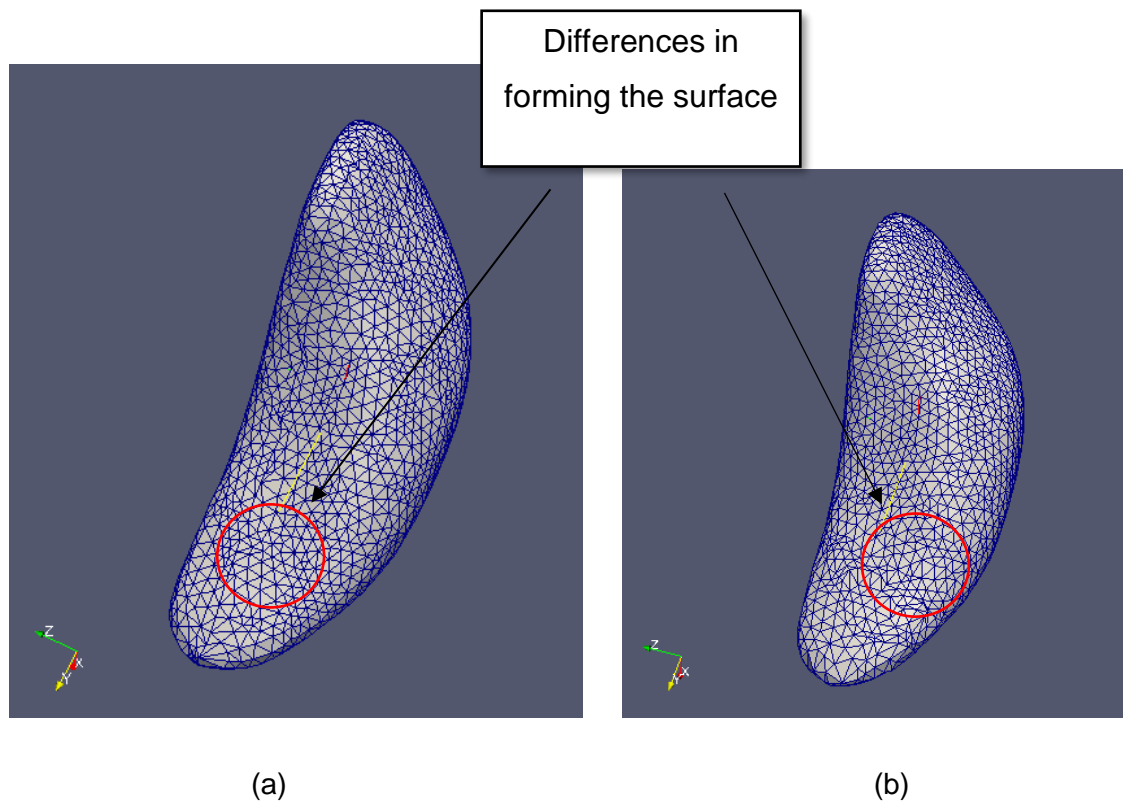 Differences in
forming the surface
Z
X
Y
Z
X
Y
(a)
(b)